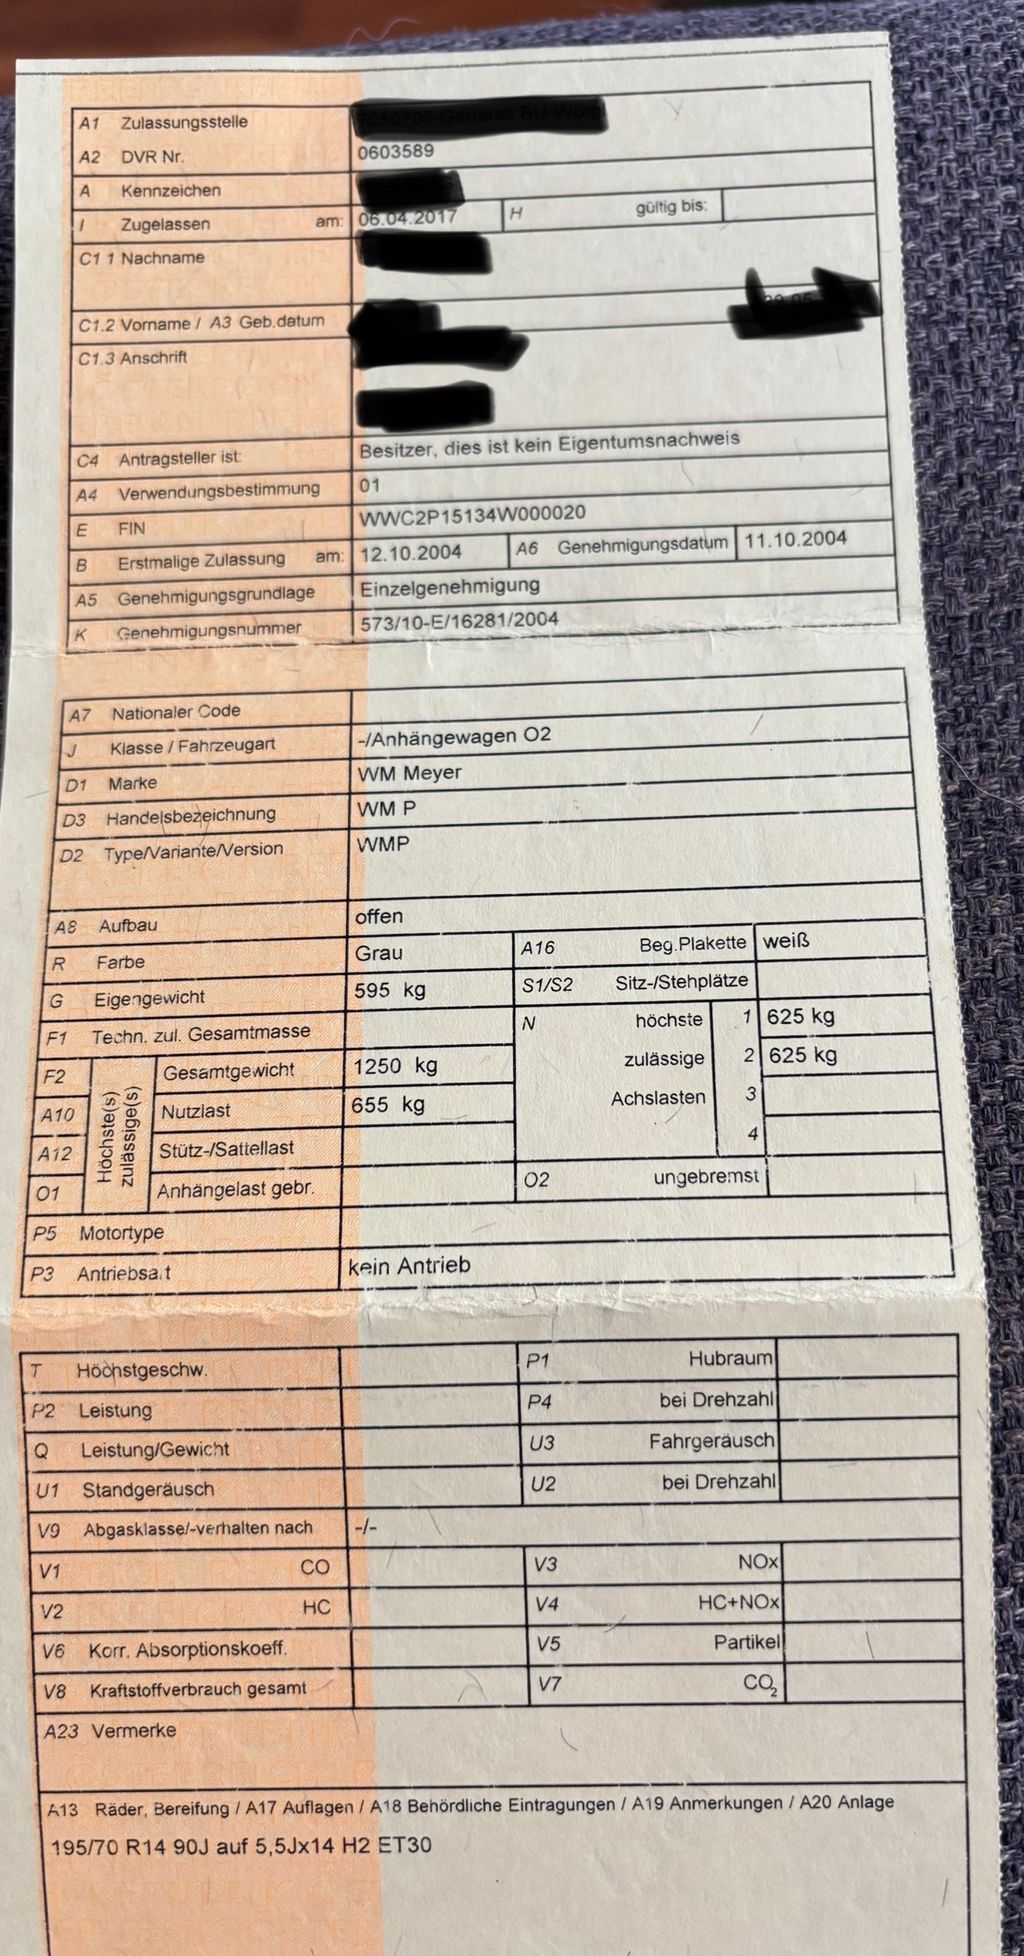 A1 Zulassungsstelle
A2 DVR Nr. 0603589
A Kennzeichen
I Zugelassen am: 06.04.2017 H gültig bis:
C1 1 Nachname
C1.2 Vorname / A3 Geb.datum
C1.3 Anschrift
C4 Antragsteller ist: Besitzer, dies ist kein Eigentumsnachweis
A4 Verwendungsbestimmung 01
E FIN WWC2P15134W000020
B Erstmalige Zulassung am: 12.10.2004 A6 Genehmigungsdatum 11.10.2004
A5 Genehmigungsgrundlage Einzelgenehmigung
K Genehmigungsnummer 573/10-E/16281/2004
A7 Nationaler Code
J Klasse / Fahrzeugart -/Anhängewagen O2
D1 Marke WM Meyer
D3 Handelsbezeichnung WM P
D2 Type/Variante/Version WMP
A8 Aufbau offen
R Farbe Grau A16 Beg.Plakette weiß
G Eigengewicht 595 kg S1/S2 Sitz-/Stehplätze
F1 Techn. zul. Gesamtmasse N höchste 1 625 kg
F2 Höchste(s) zulässige(s) Gesamtgewicht 1250 kg zulässige 2 625 kg
A10 Nutzlast 655 kg Achslasten 3
A12 Stütz-/Sattellast 4
O1 Anhängelast gebr. O2 ungebremst
P5 Motortype
P3 Antriebsart kein Antrieb
T Höchstgeschw. P1 Hubraum
P2 Leistung P4 bei Drehzahl
Q Leistung/Gewicht U3 Fahrgeräusch
U1 Standgeräusch U2 bei Drehzahl
V9 Abgasklasse/-verhalten nach -/-
V1 CO V3 NOx
V2 HC V4 HC+NOx
V6 Korr. Absorptionskoeff. V5 Partikel
V8 Kraftstoffverbrauch gesamt V7 CO2
A23 Vermerke
A13 Räder, Bereifung / A17 Auflagen / A18 Behördliche Eintragungen / A19 Anmerkungen / A20 Anlage
195/70 R14 90J auf 5,5Jx14 H2 ET30